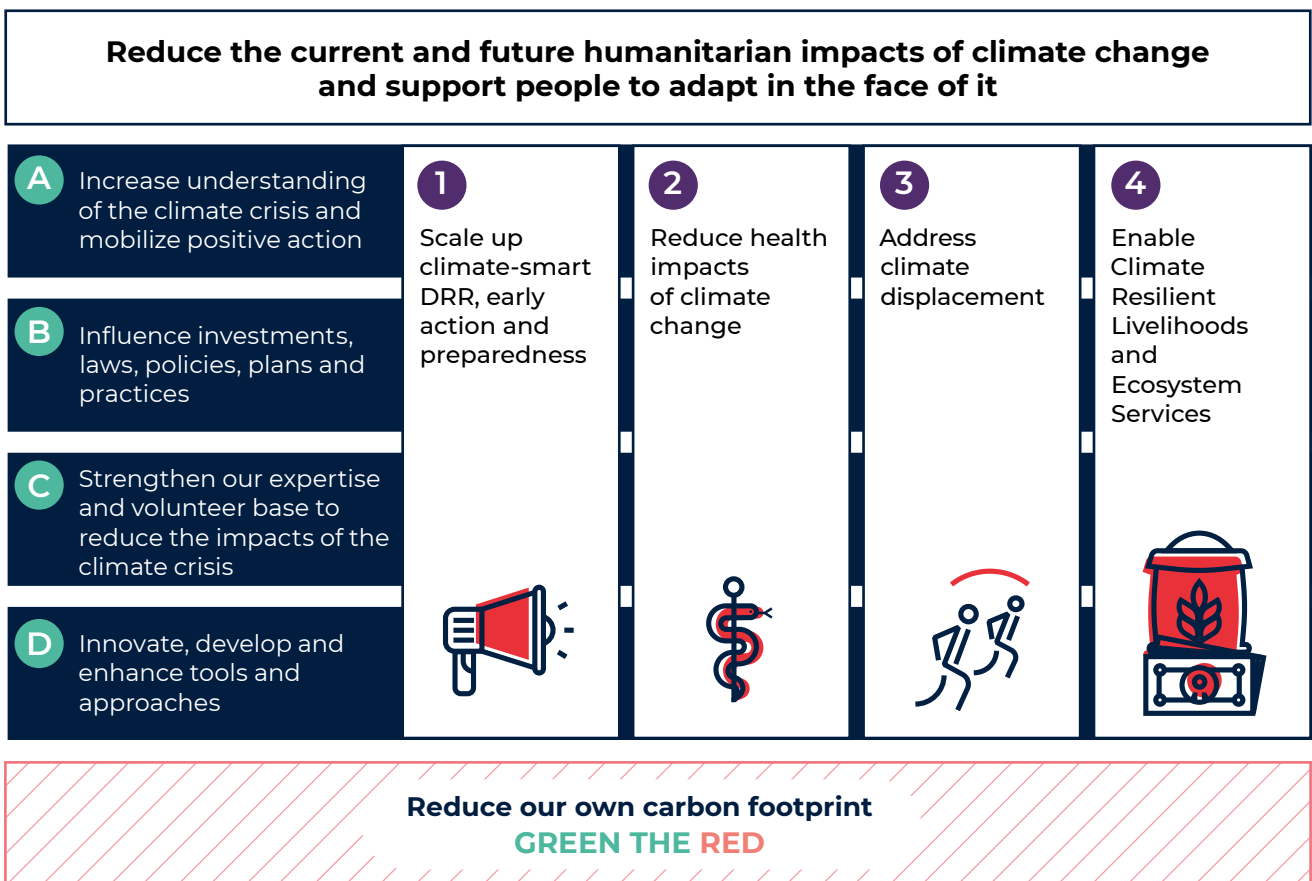 Reduce the current and future humanitarian impacts of climate change
and support people to adapt in the face of it
A
Increase understanding
of the climate crisis and
mobilize positive action
B
Influence investments,
laws, policies, plans and
practices
C
Strengthen our expertise
and volunteer base to
reduce the impacts of the
climate crisis
D
Innovate, develop and
enhance tools and
approaches
1
Scale up
climate-smart
DRR, early
action and
preparedness
2
Reduce health
impacts
of climate
change
3
Address
climate
displacement
4
Enable
Climate
Resilient
Livelihoods
and
Ecosystem
Services
Reduce our own carbon footprint
GREEN THE RED